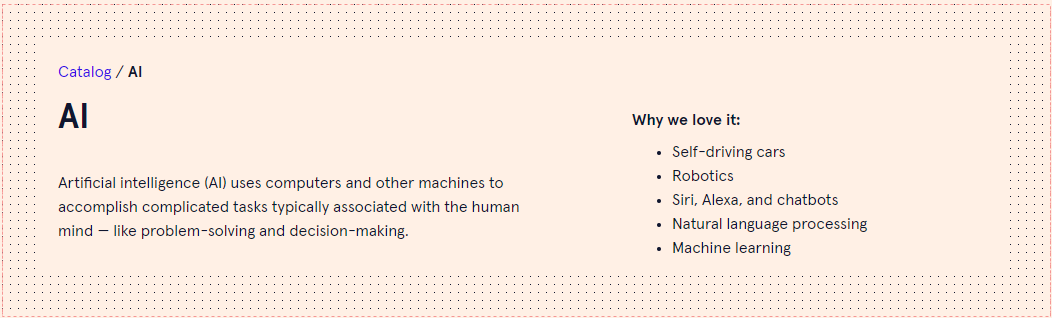 Catalog / AI
AI
Artificial intelligence (AI) uses computers and other machines to
accomplish complicated tasks typically associated with the human
mind — like problem-solving and decision-making.
Why we love it:
• Self-driving cars
• Robotics
• Siri, Alexa, and chatbots
• Natural language processing
• Machine learning